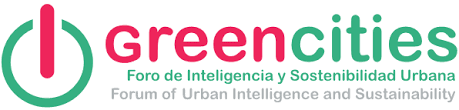 Greencities
Foro de Inteligencia y Sostenibilidad Urbana
Forum of Urban Intelligence and Sustainability